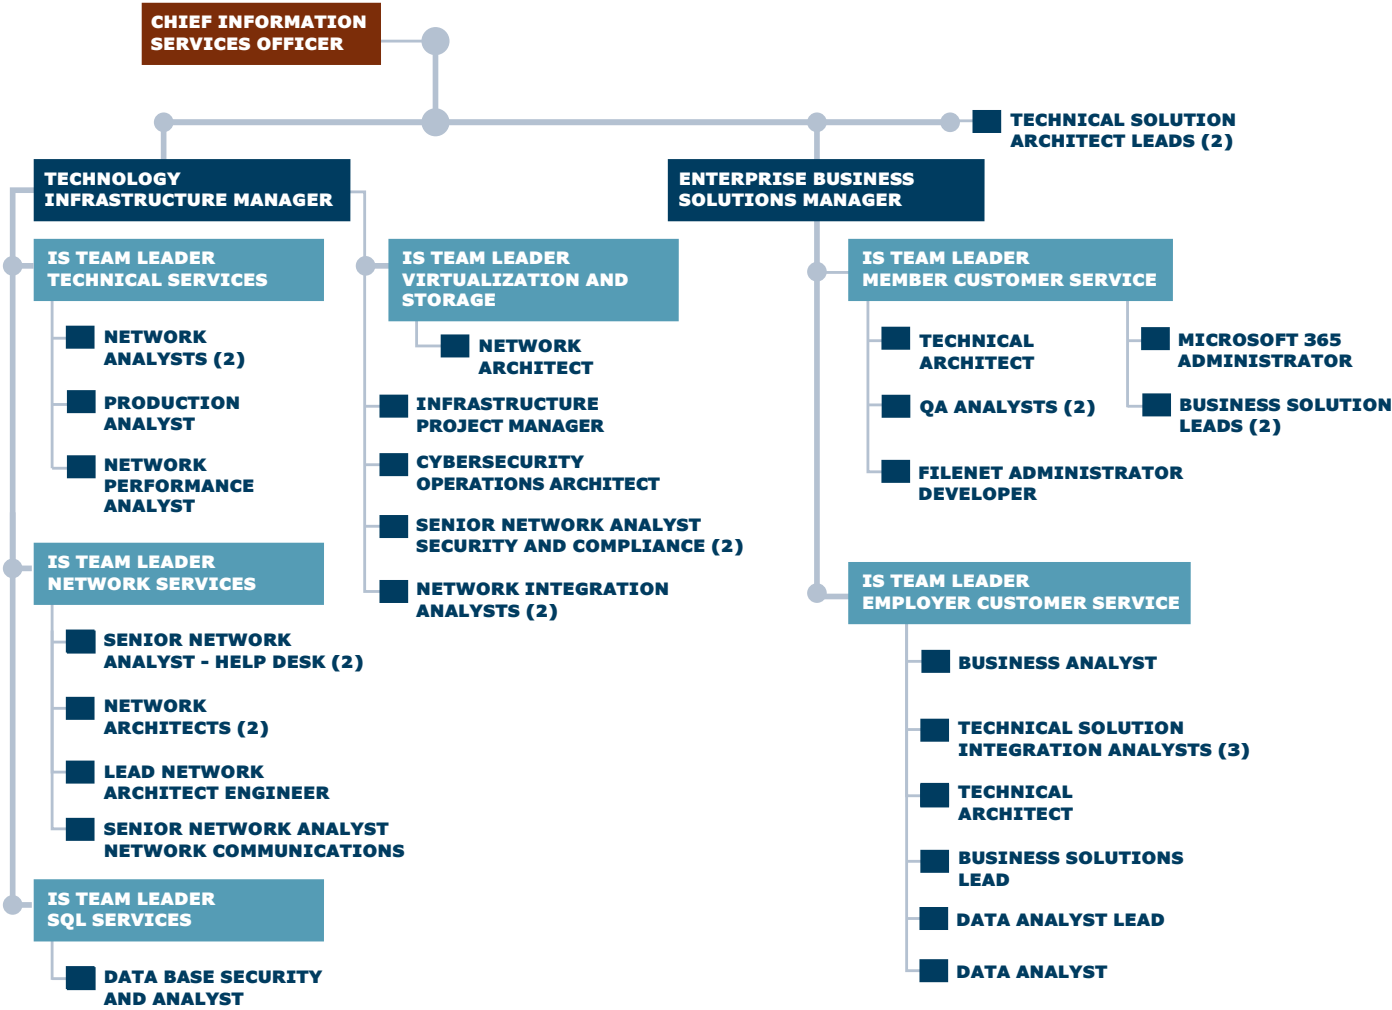 CHIEF INFORMATION
SERVICES OFFICER
TECHNICAL SOLUTION
ARCHITECT LEADS (2)
TECHNOLOGY
INFRASTRUCTURE MANAGER
ENTERPRISE BUSINESS
SOLUTIONS MANAGER
IS TEAM LEADER
TECHNICAL SERVICES
NETWORK
ANALYSTS (2)
PRODUCTION
ANALYST
NETWORK
PERFORMANCE
ANALYST
IS TEAM LEADER
NETWORK SERVICES
SENIOR NETWORK
ANALYST - HELP DESK (2)
NETWORK
ARCHITECTS (2)
LEAD NETWORK
ARCHITECT ENGINEER
SENIOR NETWORK ANALYST
NETWORK COMMUNICATIONS
IS TEAM LEADER
SQL SERVICES
DATA BASE SECURITY
AND ANALYST
IS TEAM LEADER
VIRTUALIZATION AND
STORAGE
NETWORK
ARCHITECT
INFRASTRUCTURE
PROJECT MANAGER
CYBERSECURITY
OPERATIONS ARCHITECT
SENIOR NETWORK ANALYST
SECURITY AND COMPLIANCE (2)
NETWORK INTEGRATION
ANALYSTS (2)
IS TEAM LEADER
MEMBER CUSTOMER SERVICE
TECHNICAL
ARCHITECT
QA ANALYSTS (2)
FILENET ADMINISTRATOR
DEVELOPER
MICROSOFT 365
ADMINISTRATOR
BUSINESS SOLUTION
LEADS (2)
IS TEAM LEADER
EMPLOYER CUSTOMER SERVICE
BUSINESS ANALYST
TECHNICAL SOLUTION
INTEGRATION ANALYSTS (3)
TECHNICAL
ARCHITECT
BUSINESS SOLUTIONS
LEAD
DATA ANALYST LEAD
DATA ANALYST